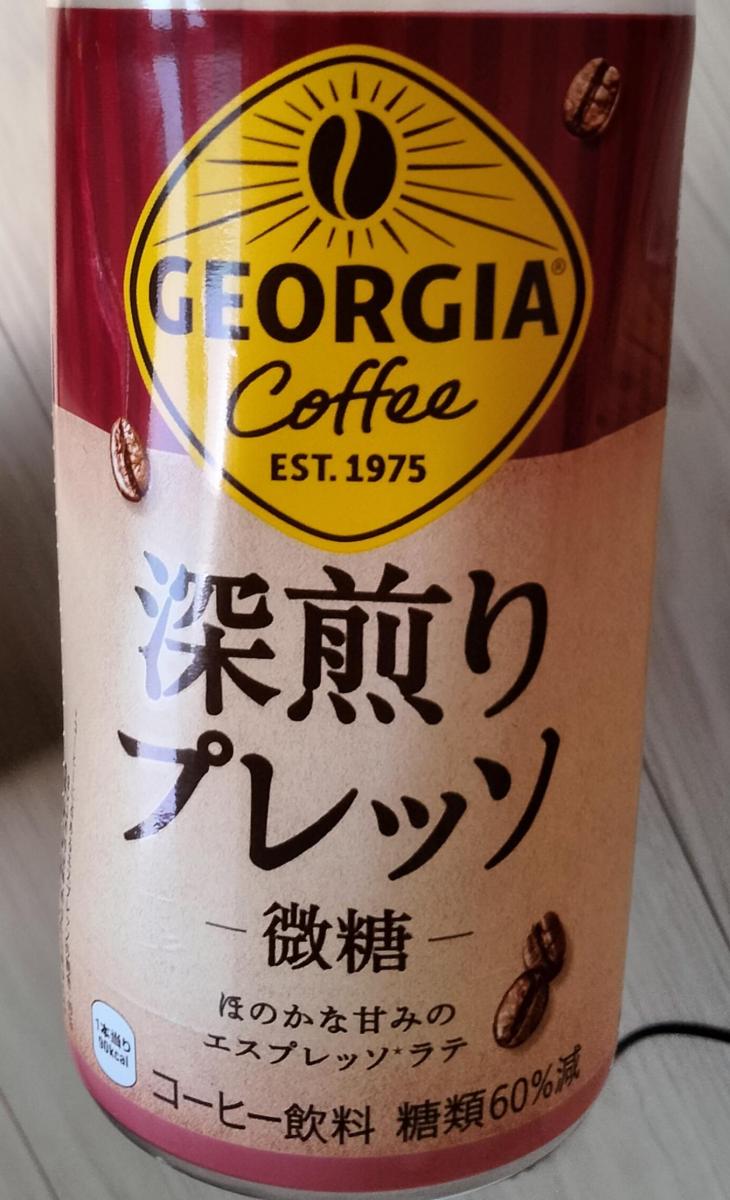 GEORGIA®
Coffee
EST. 1975
深煎り
プレッソ
微糖
ほのかな甘みの
エスプレッソ*ラテ
1本当り
90kcal
コーヒー飲料 糖類60%減